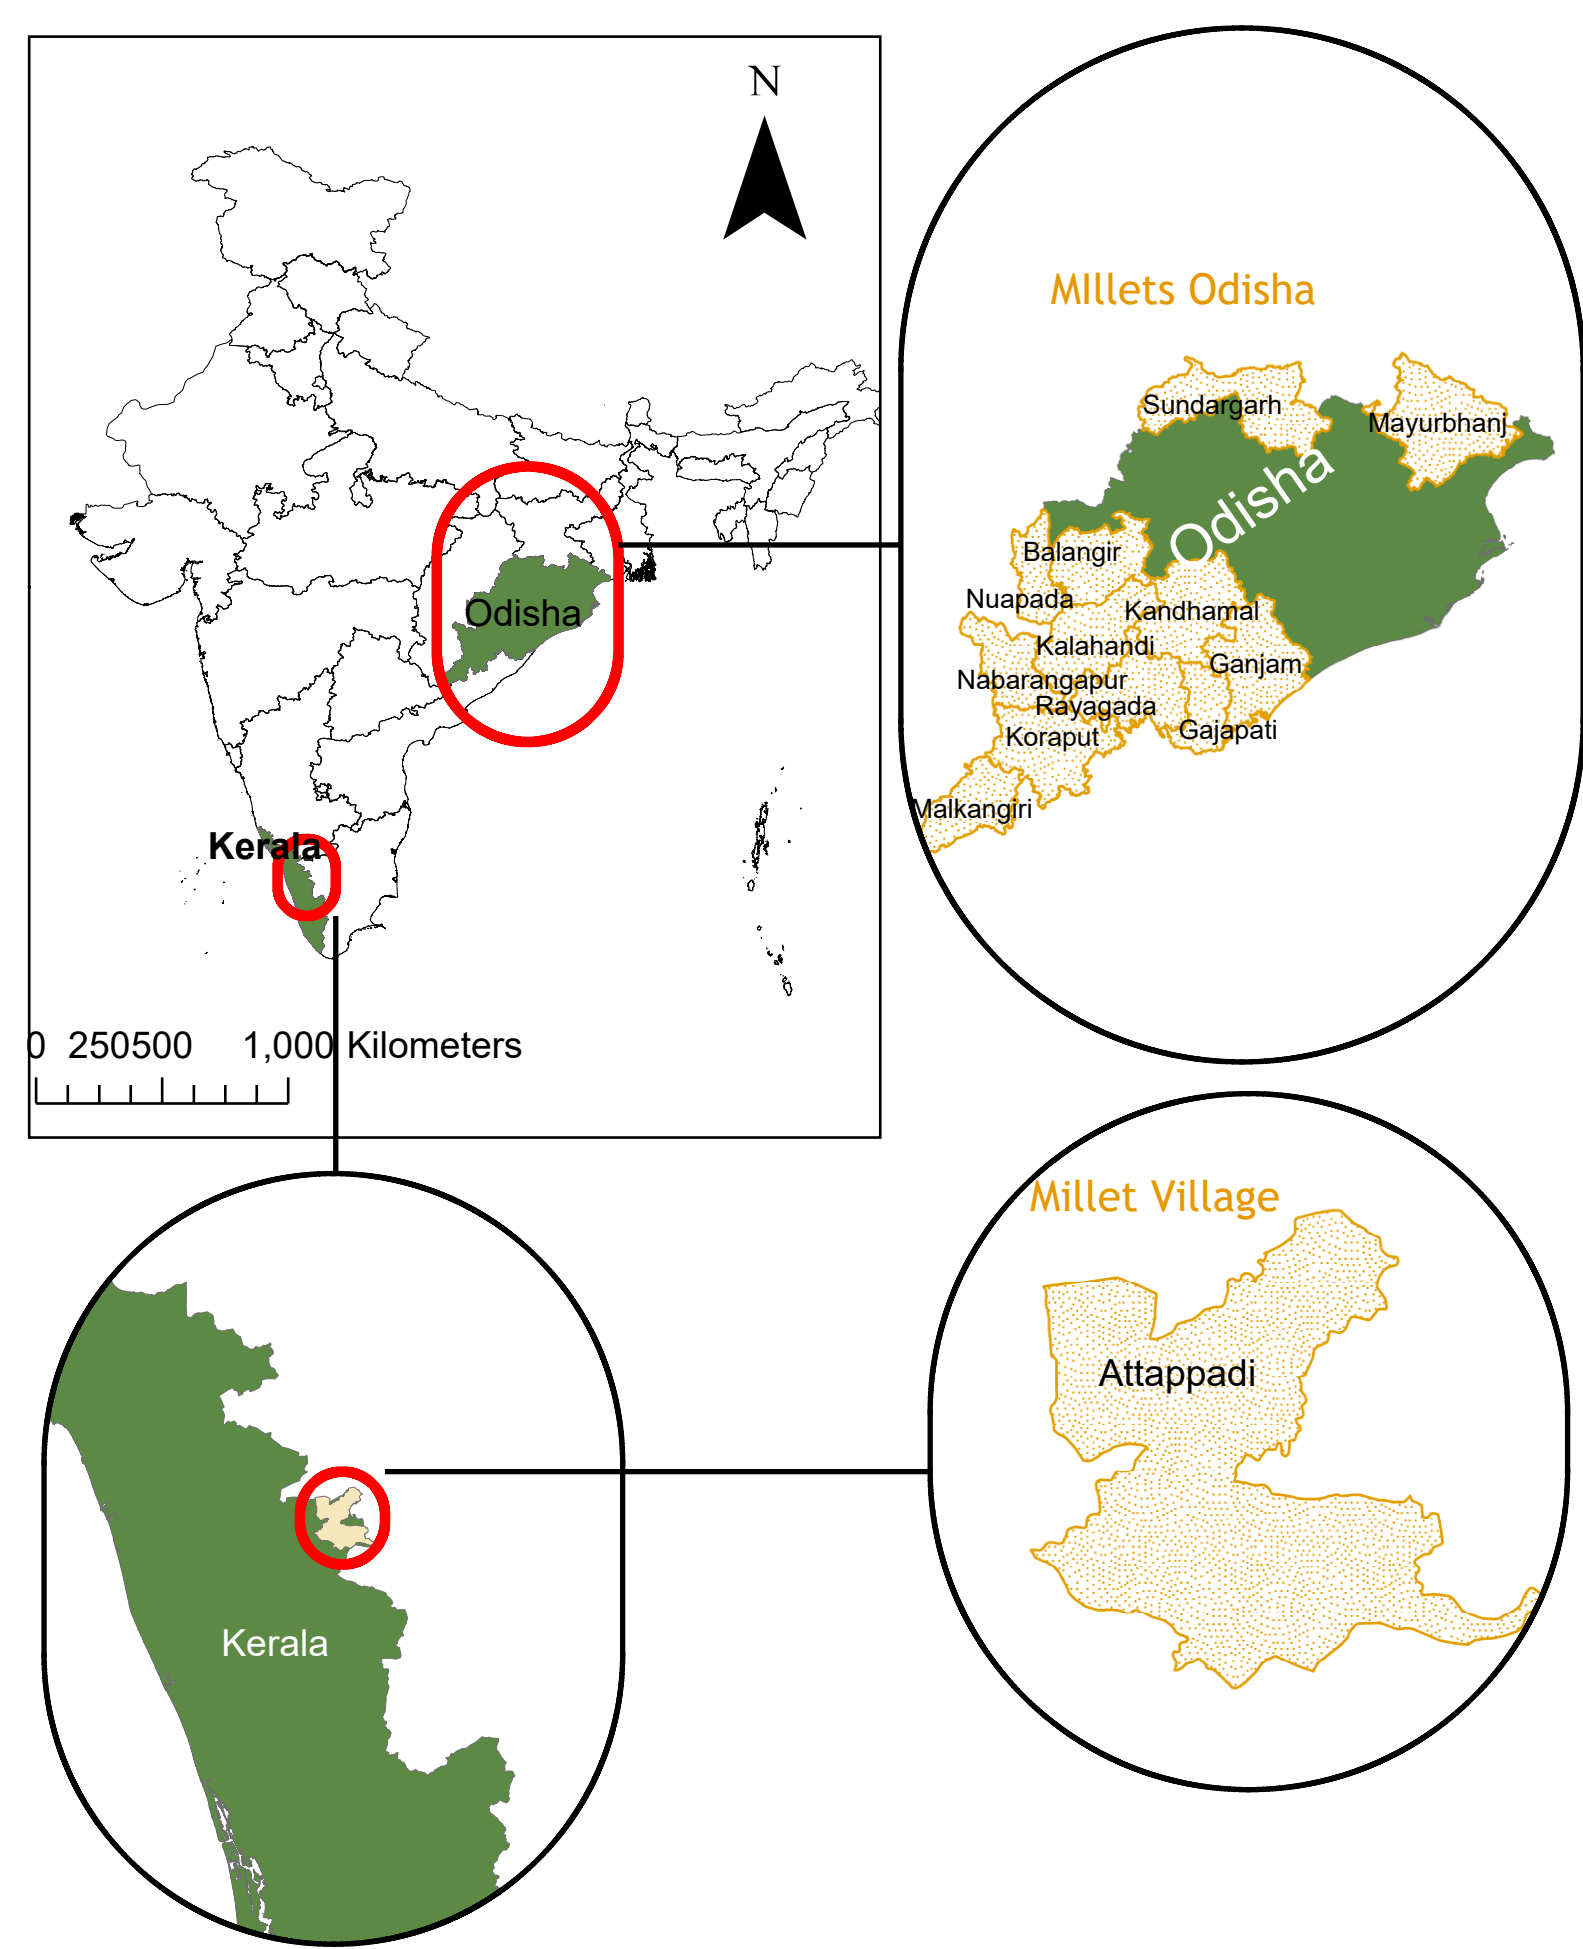 N
Odisha
Kerala
0 250500 1,000 Kilometers
MIllets Odisha
Sundargarh
Mayurbhanj
Odisha
Balangir
Nuapada
Kandhamal
Kalahandi
Ganjam
Nabarangapur
Rayagada
Gajapati
Koraput
Malkangiri
Millet Village
Attappadi
Kerala